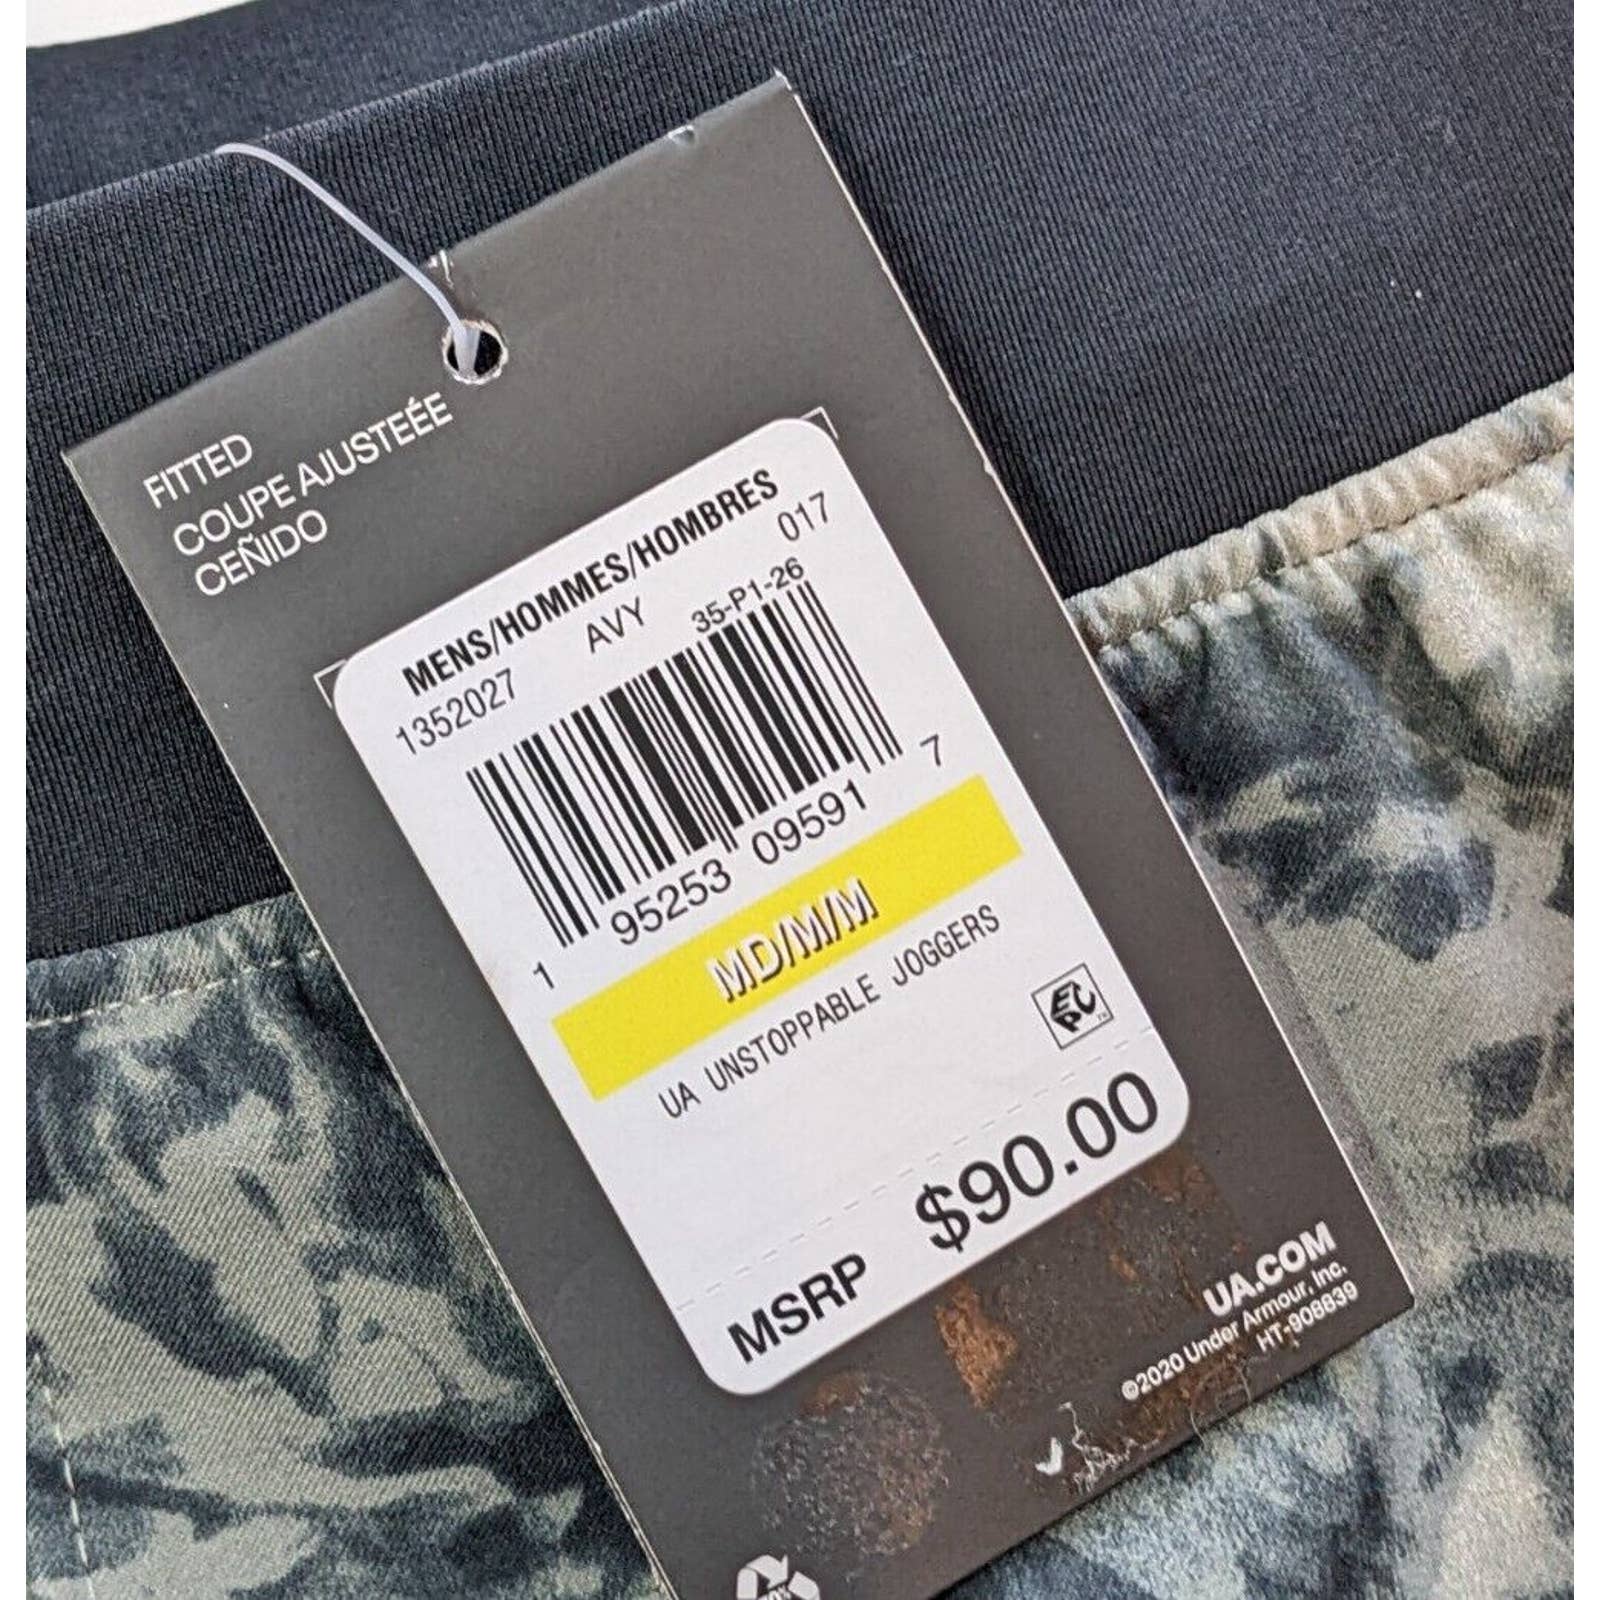 FITTED
COUPE AJUSTEÉE
CEÑIDO
MENS/HOMMES/HOMBRES
1352027 AVY 017
35-P1-26
1 95253 09591 7
MD/M/M
UA UNSTOPPABLE JOGGERS
EPC
MSRP $90.00
UA.COM
©2020 Under Armour, Inc.
HT-908839